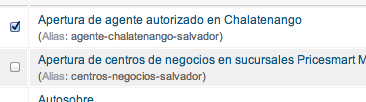 Apertura de agente autorizado en Chalatenango
(Alias: agente-chalatenango-salvador)
Apertura de centros de negocios en sucursales Pricesmart M
(Alias: centros-negocios-salvador)
Autosobre